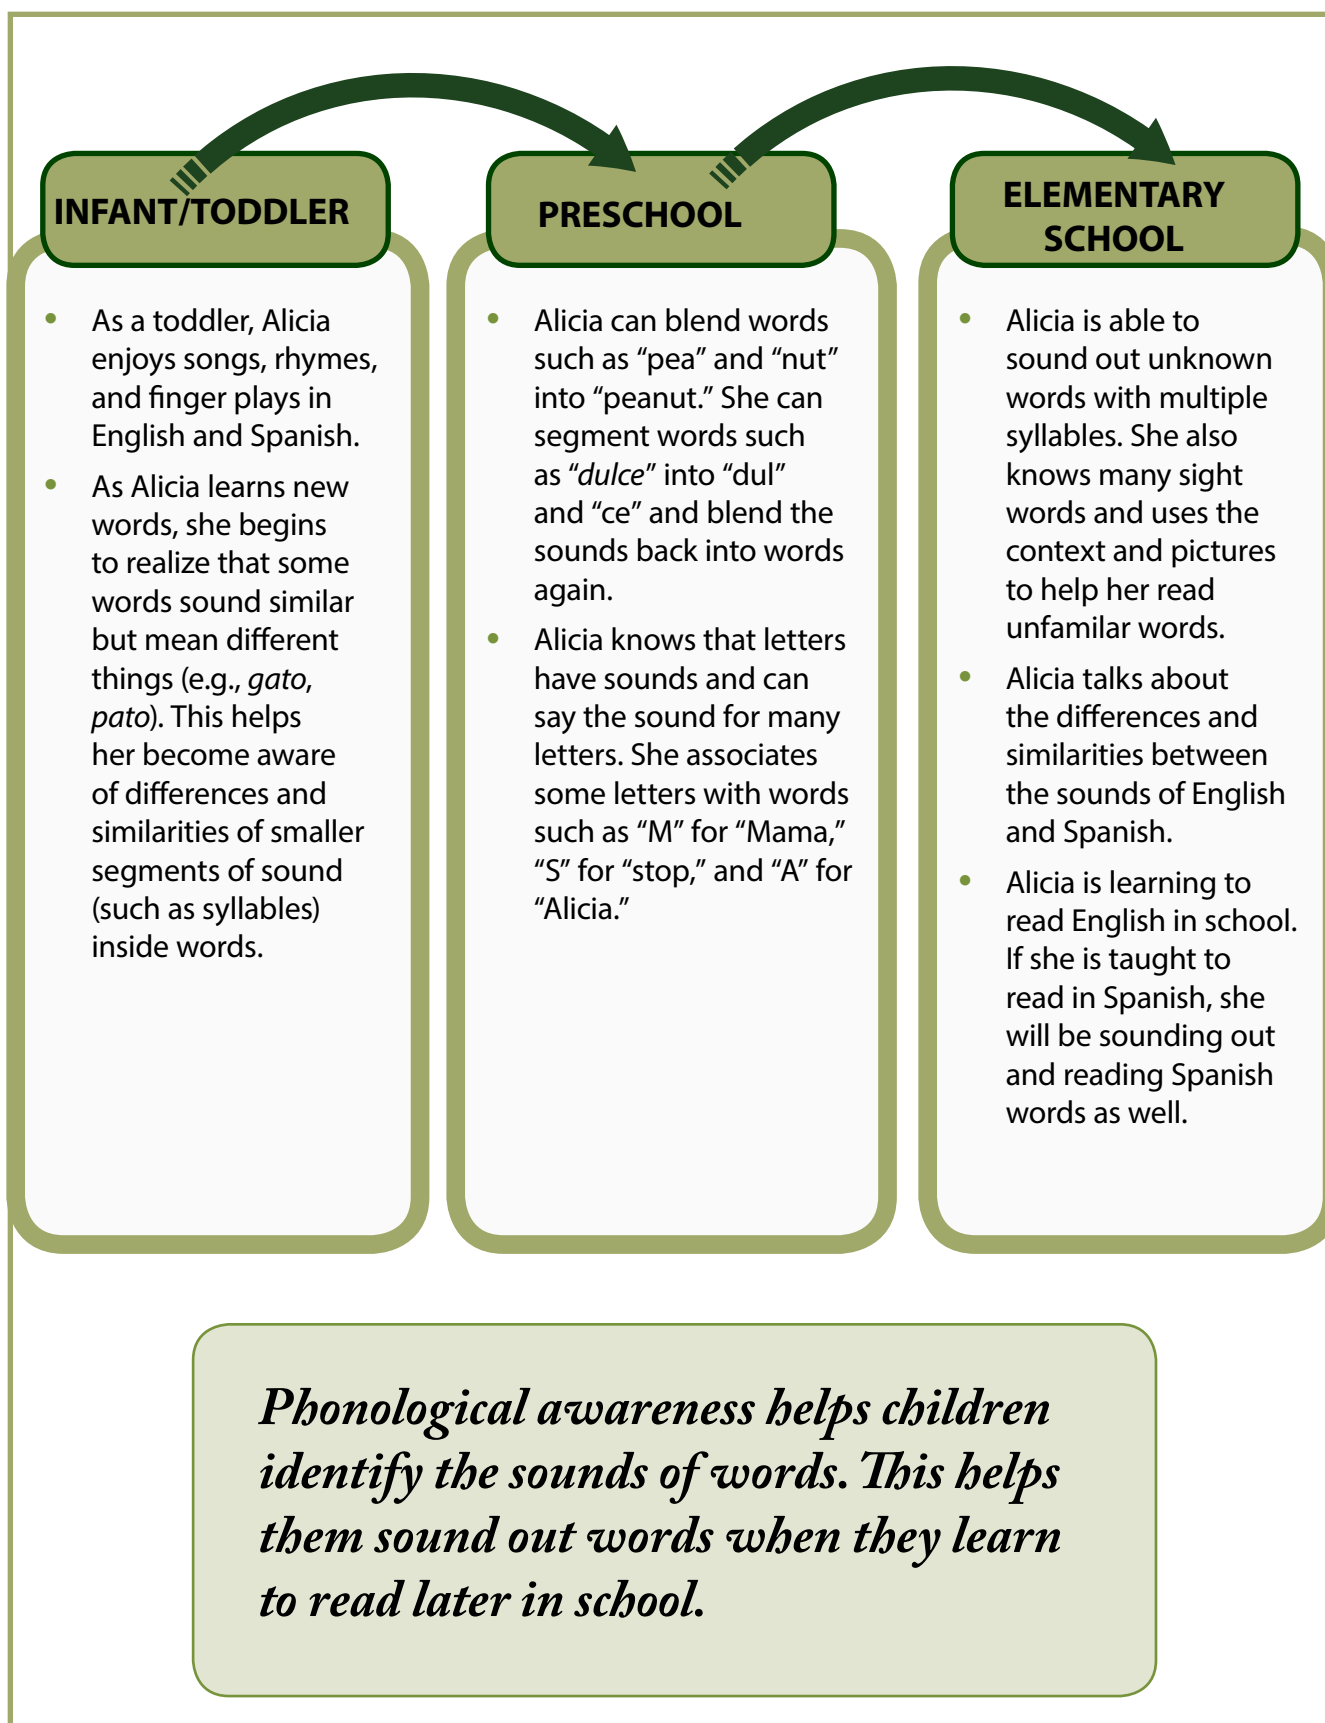 INFANT/TODDLER
• As a toddler, Alicia
enjoys songs, rhymes,
and finger plays in
English and Spanish.
• As Alicia learns new
words, she begins
to realize that some
words sound similar
but mean different
things (e.g., gato,
pato). This helps
her become aware
of differences and
similarities of smaller
segments of sound
(such as syllables)
inside words.
PRESCHOOL
• Alicia can blend words
such as “pea” and “nut”
into “peanut.” She can
segment words such
as “dulce” into “dul”
and “ce” and blend the
sounds back into words
again.
• Alicia knows that letters
have sounds and can
say the sound for many
letters. She associates
some letters with words
such as “M” for “Mama,”
“S” for “stop,” and “A” for
“Alicia.”
ELEMENTARY
SCHOOL
• Alicia is able to
sound out unknown
words with multiple
syllables. She also
knows many sight
words and uses the
context and pictures
to help her read
unfamilar words.
• Alicia talks about
the differences and
similarities between
the sounds of English
and Spanish.
• Alicia is learning to
read English in school.
If she is taught to
read in Spanish, she
will be sounding out
and reading Spanish
words as well.
Phonological awareness helps children
identify the sounds of words. This helps
them sound out words when they learn
to read later in school.